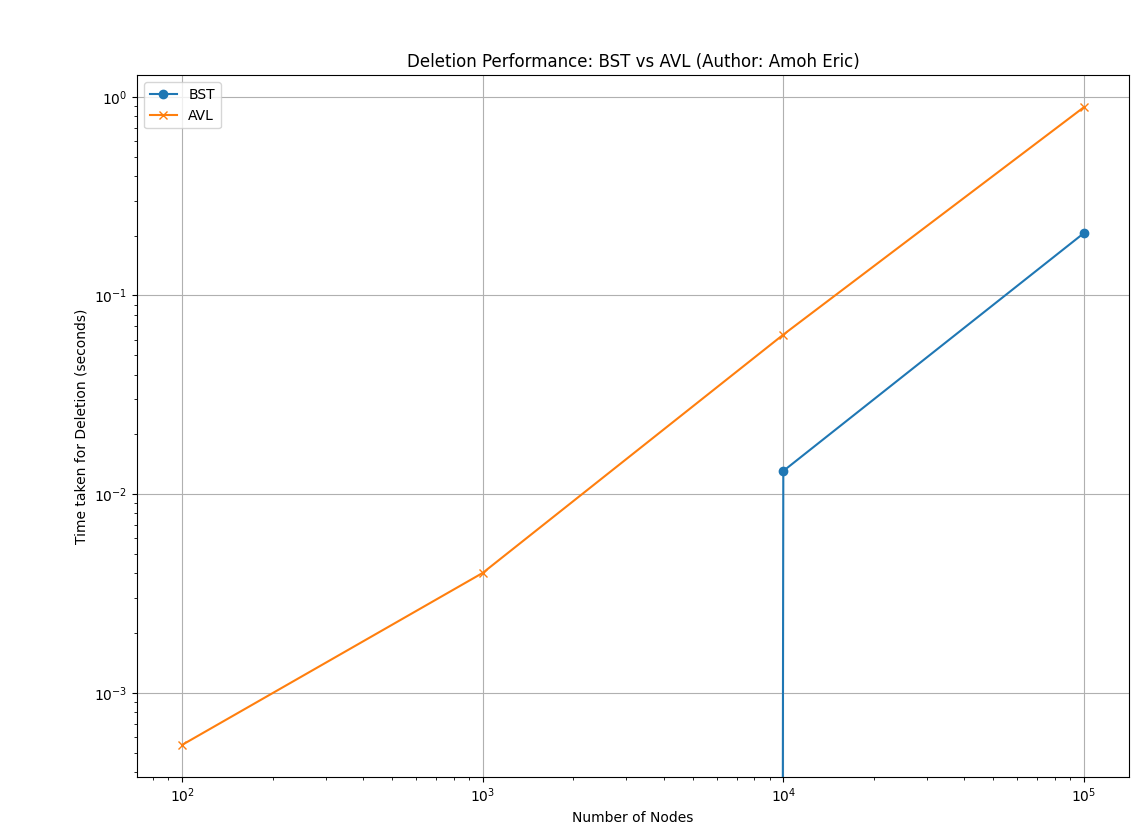 Deletion Performance: BST vs AVL (Author: Amoh Eric)
BST
AVL
10⁰
10⁻¹
10⁻²
10⁻³
Time taken for Deletion (seconds)
10² 10³ 10⁴ 10⁵
Number of Nodes